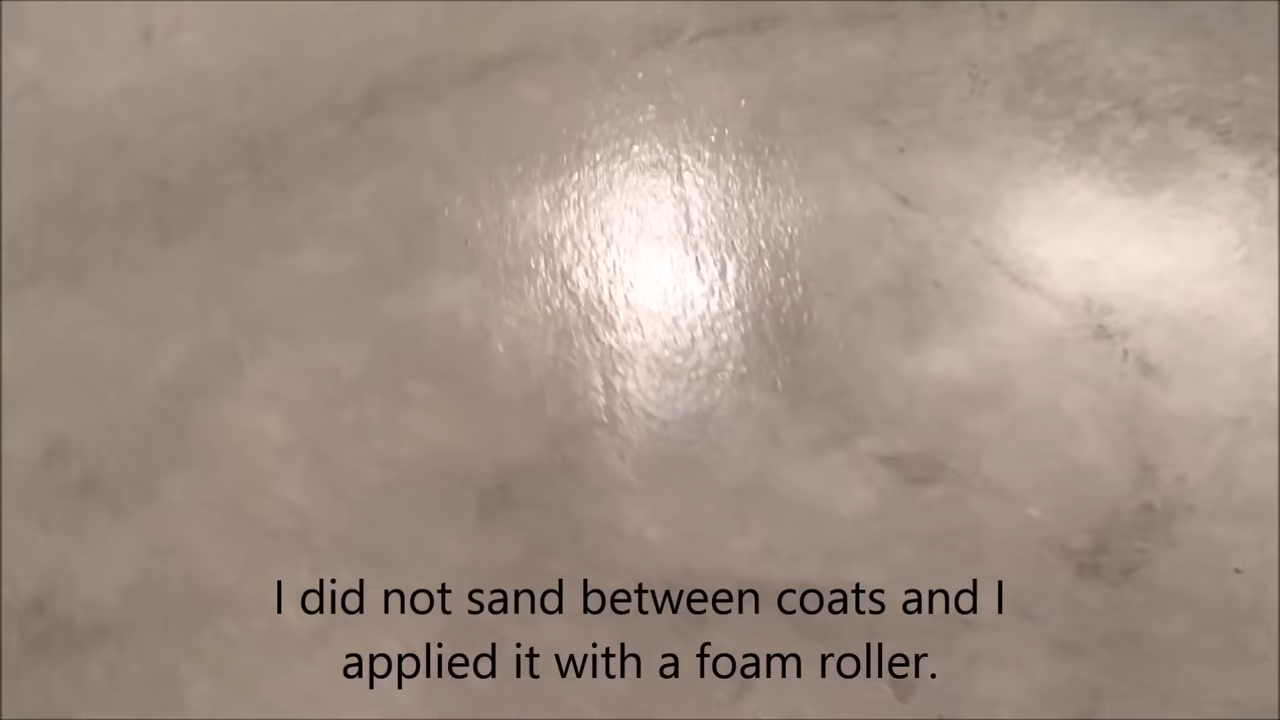 I did not sand between coats and I
applied it with a foam roller.